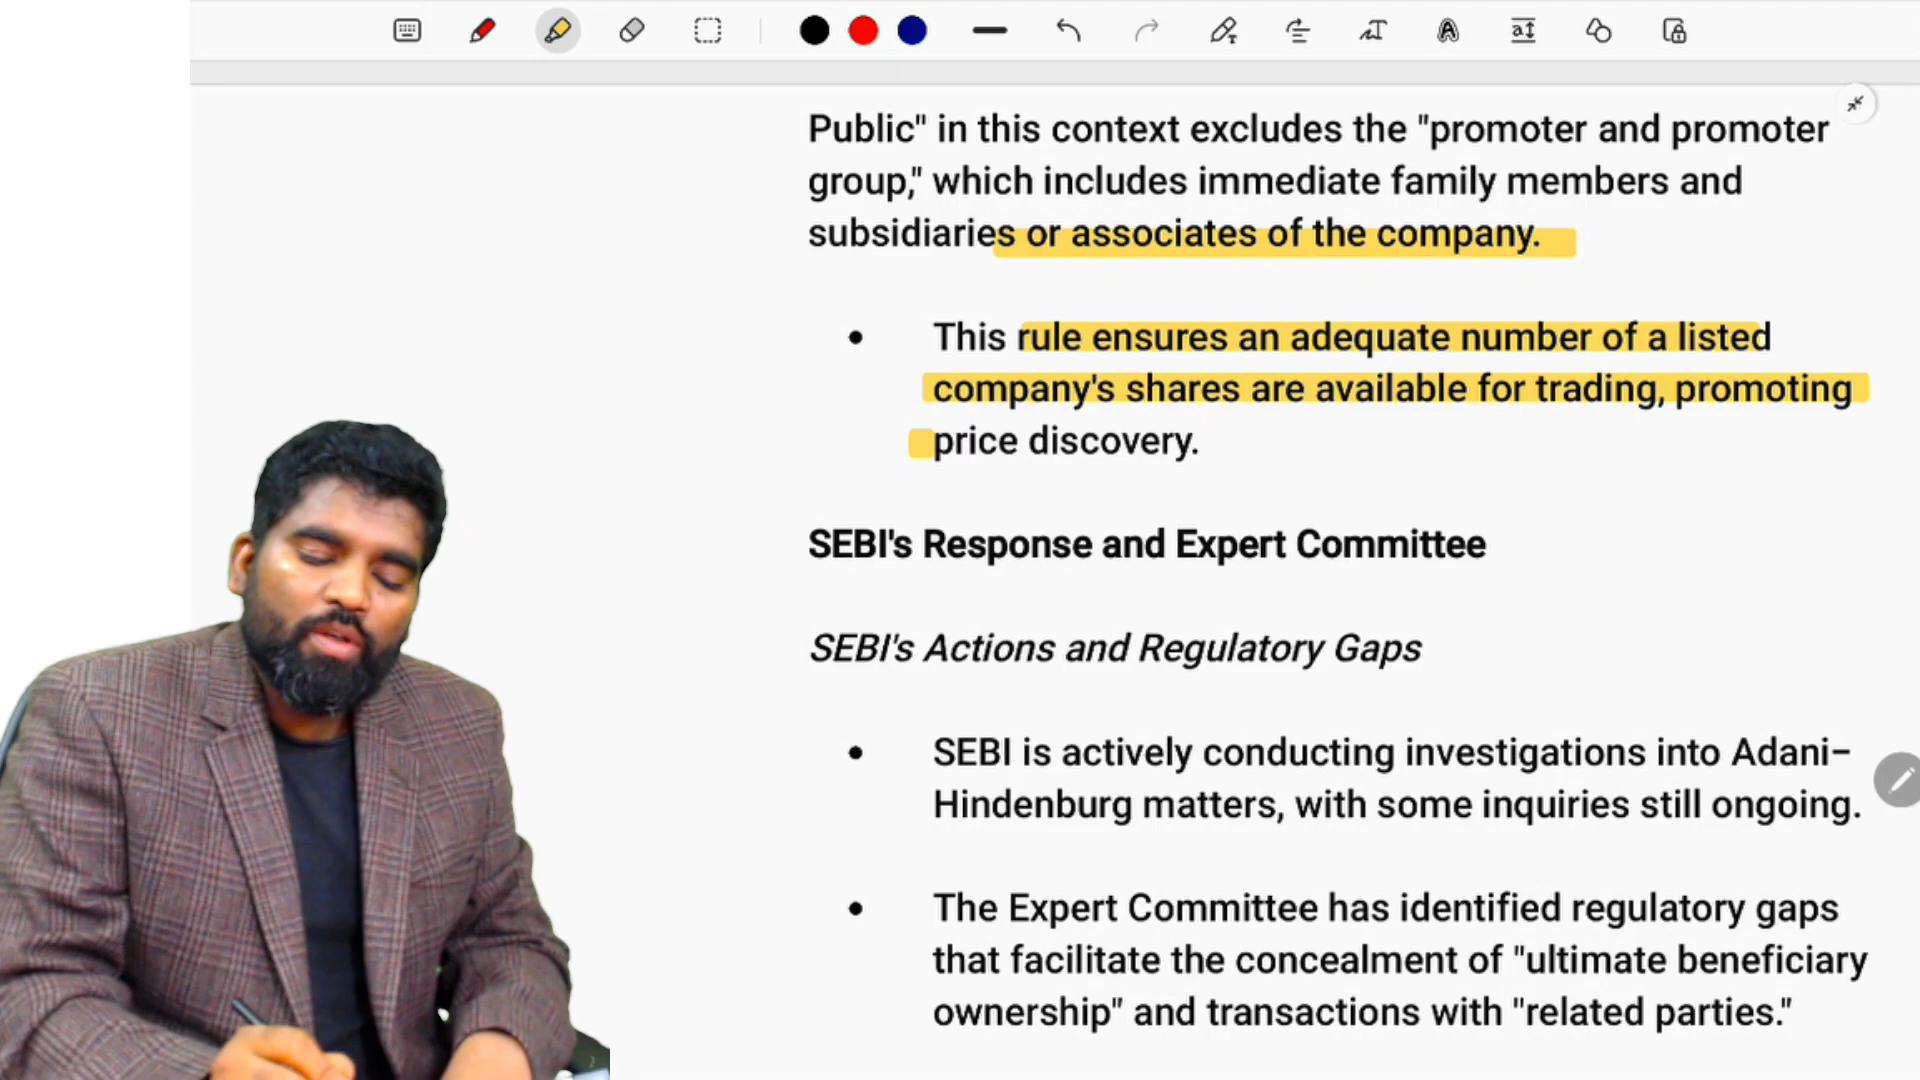 Public" in this context excludes the "promoter and promoter
group," which includes immediate family members and
subsidiaries or associates of the company.
• This rule ensures an adequate number of a listed
company's shares are available for trading, promoting
price discovery.
SEBI's Response and Expert Committee
SEBI's Actions and Regulatory Gaps
• SEBI is actively conducting investigations into Adani–
Hindenburg matters, with some inquiries still ongoing.
• The Expert Committee has identified regulatory gaps
that facilitate the concealment of "ultimate beneficiary
ownership" and transactions with "related parties."